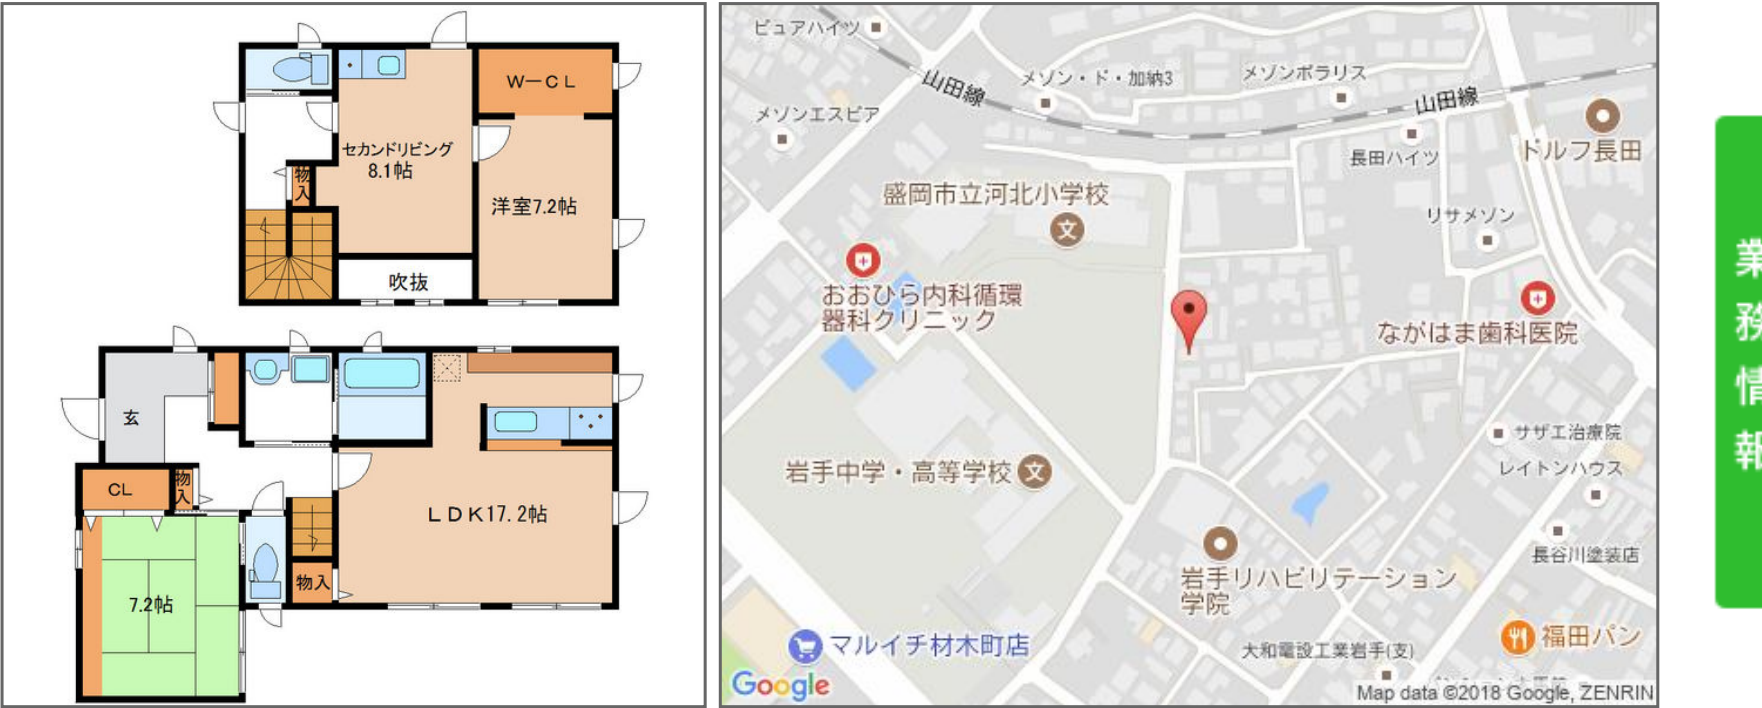 W－CL
セカンドリビング
8.1帖
物
入
洋室7.2帖
吹抜
玄
CL
物
入
LDK17.2帖
物入
7.2帖
ピュアハイツ
山田線
メゾン・ド・加納3
メゾンポラリス
山田線
メゾンエスピア
長田ハイツ
ドルフ長田
盛岡市立河北小学校
リサメゾン
おおひら内科循環
器科クリニック
ながはま歯科医院
サザエ治療院
岩手中学・高等学校
レイトンハウス
長谷川塗装店
岩手リハビリテーション
学院
マルイチ材木町店
大和電設工業岩手(支)
福田パン
Google
Map data ©2018 Google, ZENRIN
業
務
情
報